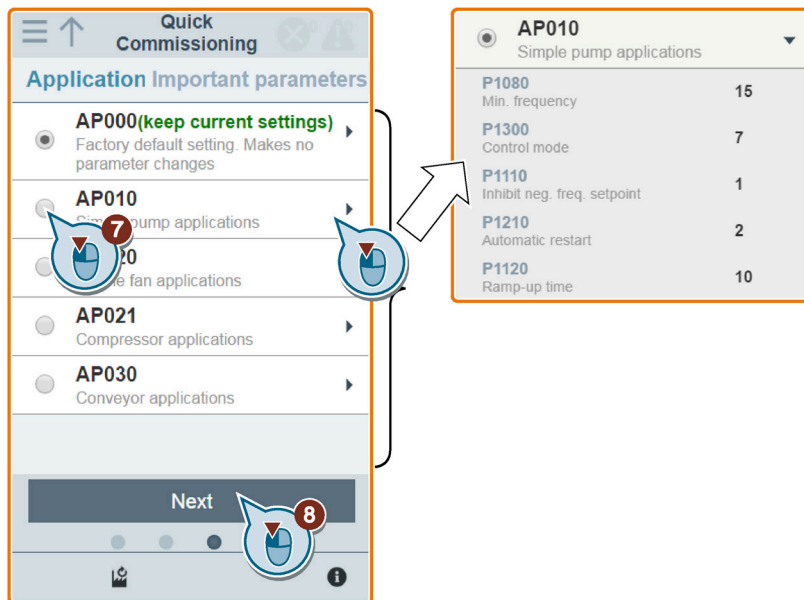 Quick
Commissioning
Application Important parameters
AP000(keep current settings)
Factory default setting. Makes no
parameter changes
AP010
pump applications
7
20
fan applications
AP021
Compressor applications
AP030
Conveyor applications
Next
8
AP010
Simple pump applications
P1080
Min. frequency
15
P1300
Control mode
7
P1110
Inhibit neg. freq. setpoint
1
P1210
Automatic restart
2
P1120
Ramp-up time
10